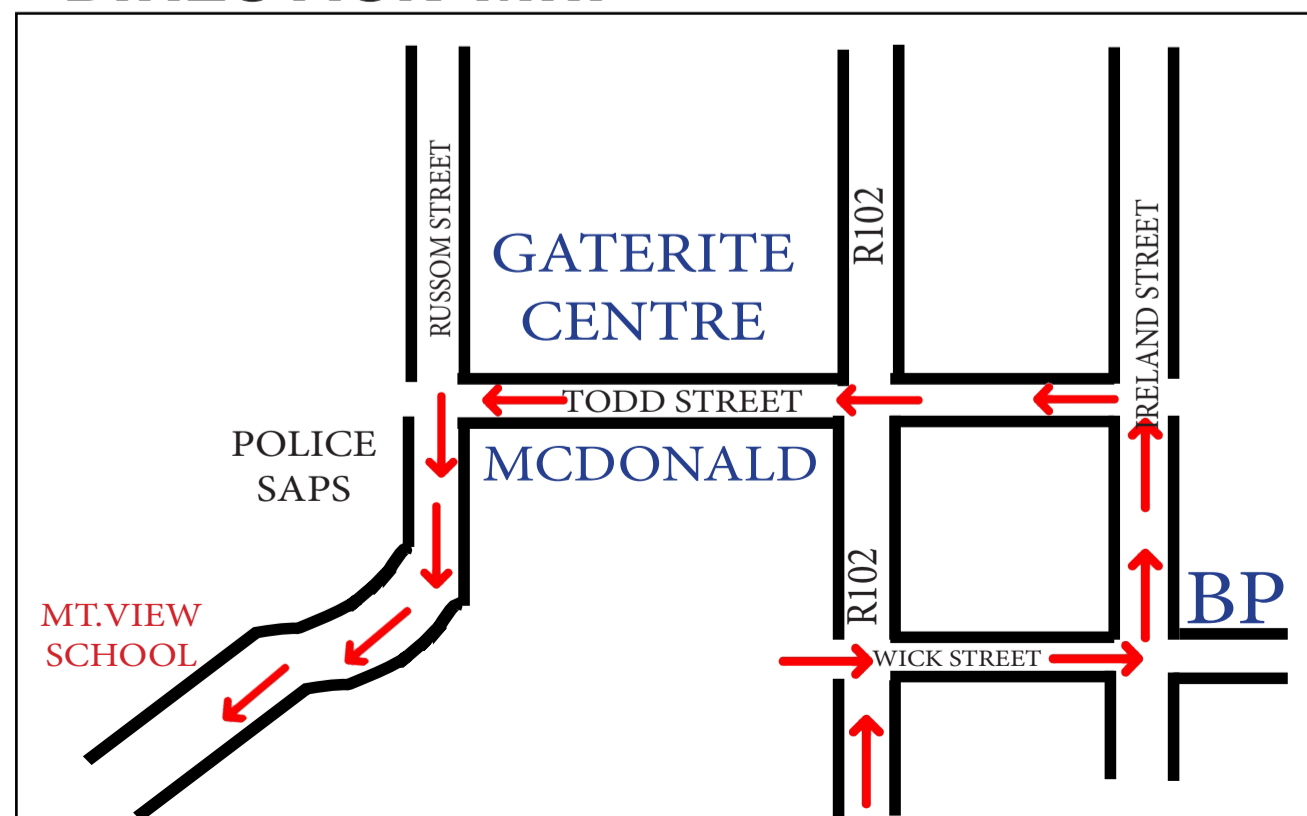 RUSSOM STREET
GATERITE
CENTRE
R102
IRELAND STREET
TODD STREET
POLICE
SAPS
MCDONALD
R102
BP
MT.VIEW
SCHOOL
WICK STREET